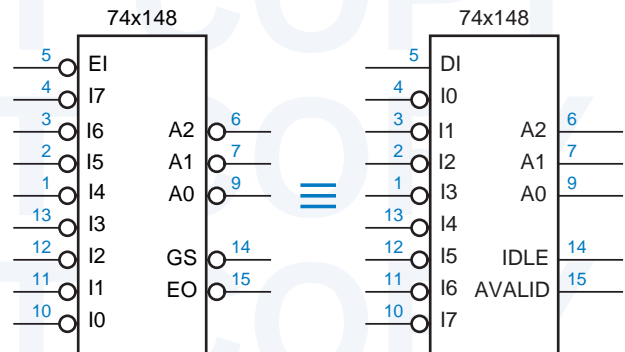 74x148
5 EI
4 I7
3 I6 A2 6
2 I5 A1 7
1 I4 A0 9
13 I3
12 I2 GS 14
11 I1 EO 15
10 I0
≡
74x148
5 DI
4 I0
3 I1 A2 6
2 I2 A1 7
1 I3 A0 9
13 I4
12 I5 IDLE 14
11 I6 AVALID 15
10 I7
COPY
T COPY
T COPY